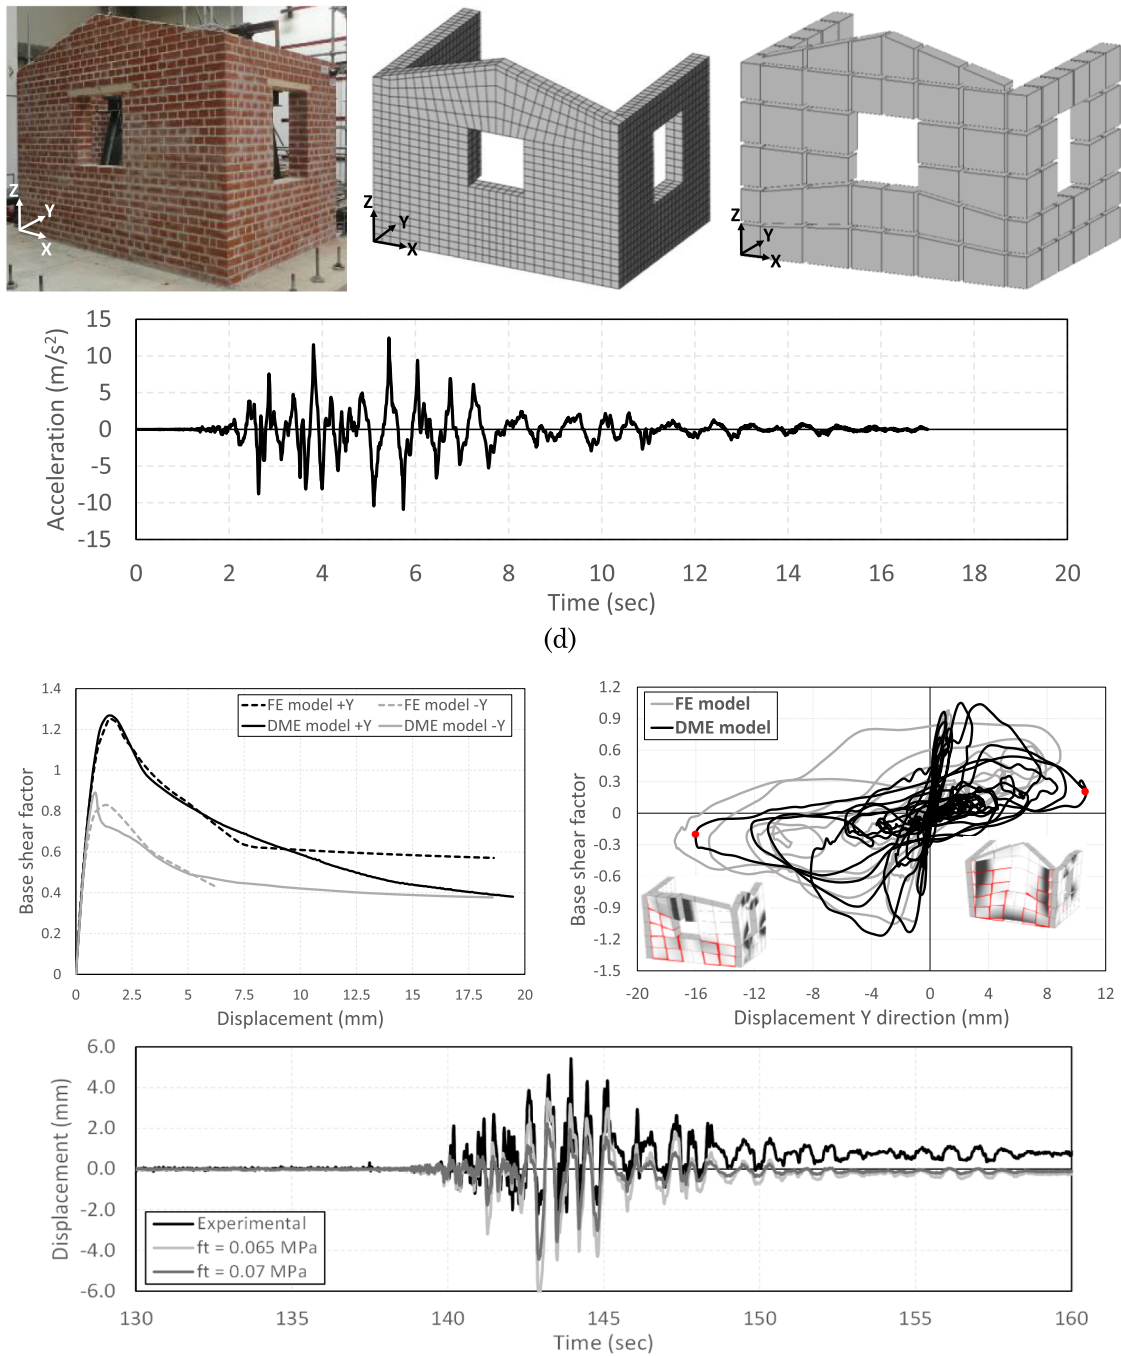 Z
Y
X
Z
Y
X
Z
Y
X
Acceleration (m/s²)
15
10
5
0
-5
-10
-15
0 2 4 6 8 10 12 14 16 18 20
Time (sec)
(d)
Base shear factor
1.4
1.2
1
0.8
0.6
0.4
0.2
0
FE model +Y FE model -Y
DME model +Y DME model -Y
0 2.5 5 7.5 10 12.5 15 17.5 20
Displacement (mm)
Base shear factor
1.2
0.9
0.6
0.3
0
-0.3
-0.6
-0.9
-1.2
-1.5
FE model
DME model
-20 -16 -12 -8 -4 0 4 8 12
Displacement Y direction (mm)
Displacement (mm)
6.0
4.0
2.0
0.0
-2.0
-4.0
-6.0
Experimental
ft = 0.065 MPa
ft = 0.07 MPa
130 135 140 145 150 155 160
Time (sec)